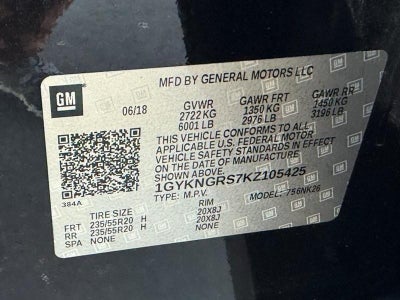 MFD BY GENERAL MOTORS LLC
GM
06/18 GVWR GAWR FRT GAWR RR
2722 KG 1350 KG 1450 KG
6001 LB 2976 LB 3196 LB
THIS VEHICLE CONFORMS TO ALL
APPLICABLE U.S. FEDERAL MOTOR
VEHICLE SAFETY STANDARDS IN EFFECT
ON THE DATE OF MANUFACTURE
SHOWN ABOVE.
1GYKNGRS7KZ105425
384A TYPE: M.P.V. MODEL: 7S6NK26
TIRE SIZE RIM
FRT 235/55R20 H 20X8J
RR 235/55R20 H 20X8J
SPA NONE NONE